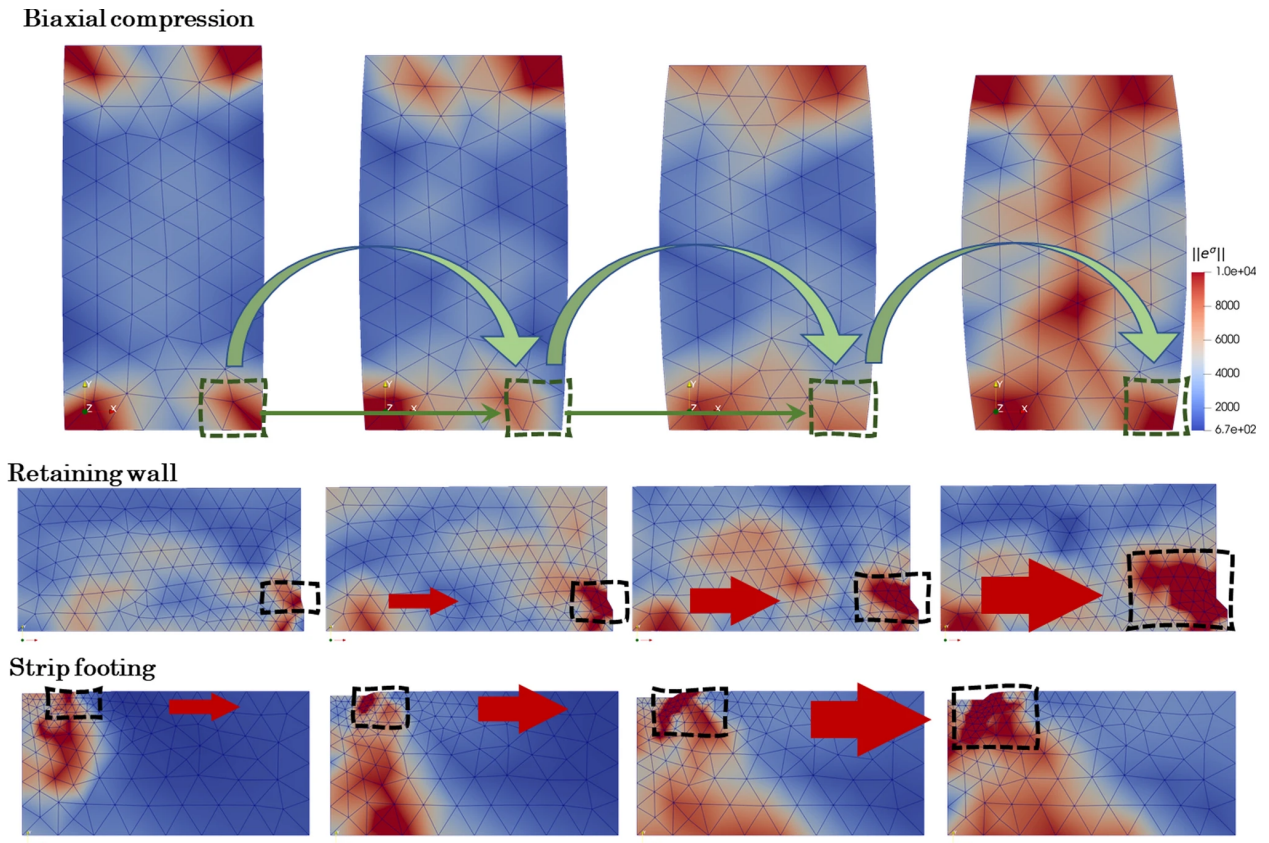 Biaxial compression
||e^σ||
1.0e+04
8000
6000
4000
2000
6.7e+02
Y
Z X
Y
Z X
Y
Z X
Y
Z X
Retaining wall
Strip footing